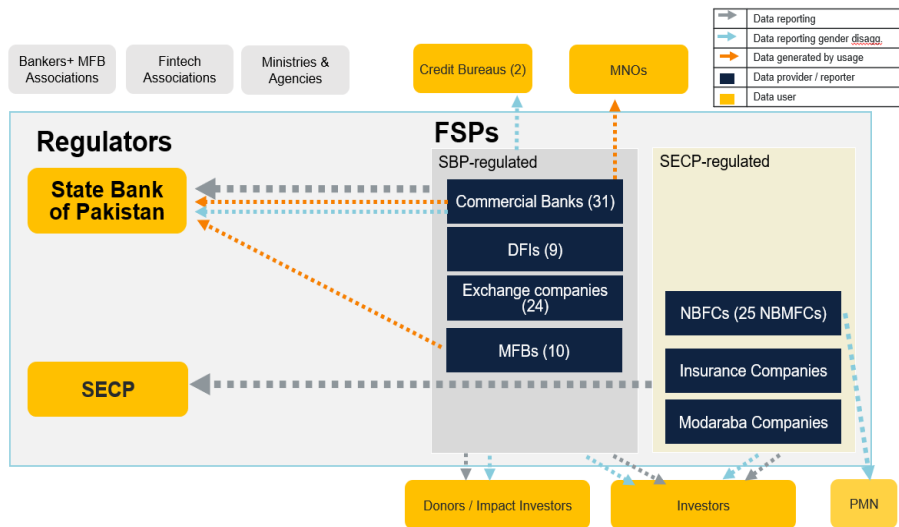 Data reporting
Data reporting gender disagg.
Data generated by usage
Data provider / reporter
Data user
Bankers+ MFB
Associations
Fintech
Associations
Ministries &
Agencies
Credit Bureaus (2)
MNOs
Regulators
FSPs
SBP-regulated
SECP-regulated
State Bank
of Pakistan
Commercial Banks (31)
DFIs (9)
Exchange companies
(24)
MFBs (10)
NBFCs (25 NBMFCs)
Insurance Companies
Modaraba Companies
SECP
Donors / Impact Investors
Investors
PMN